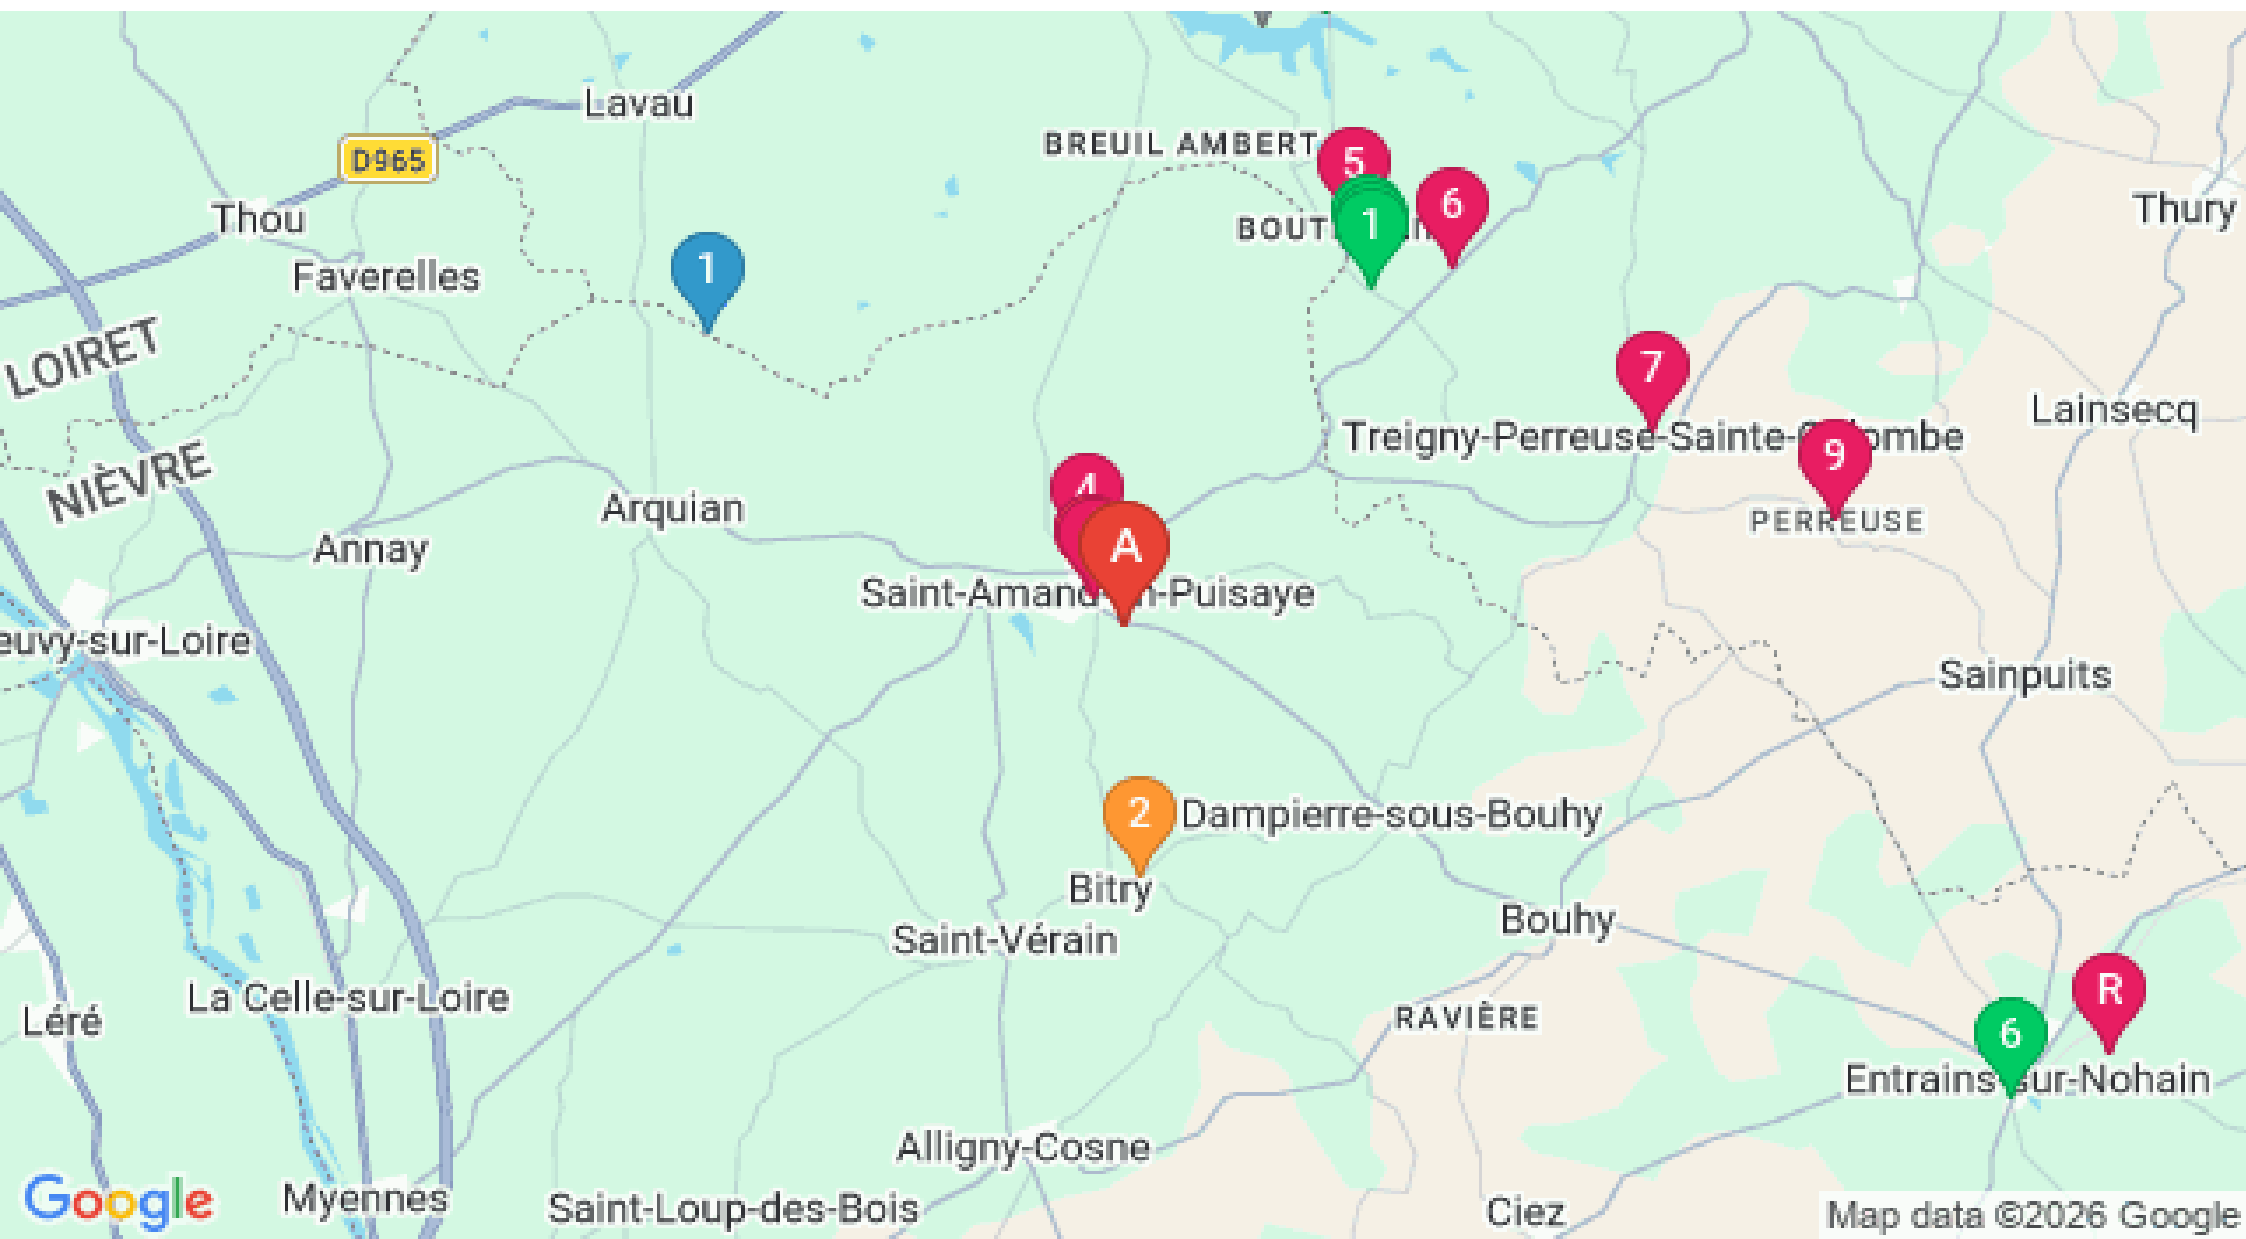 Lavau
BREUIL AMBERT
D965
5
Thou
6
Thury
1
BOUT
1
Faverelles
LOIRET
7
Lainsecq
Treigny-Perreuse-Sainte-C lombe
9
NIÈVRE
4
Arquian
PERREUSE
Annay
A
Saint-Amand-en-Puisaye
euvy-sur-Loire
Sainpuits
2
Dampierre-sous-Bouhy
Bitry
Bouhy
Saint-Vérain
La Celle-sur-Loire
R
Léré
RAVIÈRE
6
Entrains-sur-Nohain
Alligny-Cosne
Google
Myennes
Saint-Loup-des-Bois
Ciez
Map data ©2026 Google